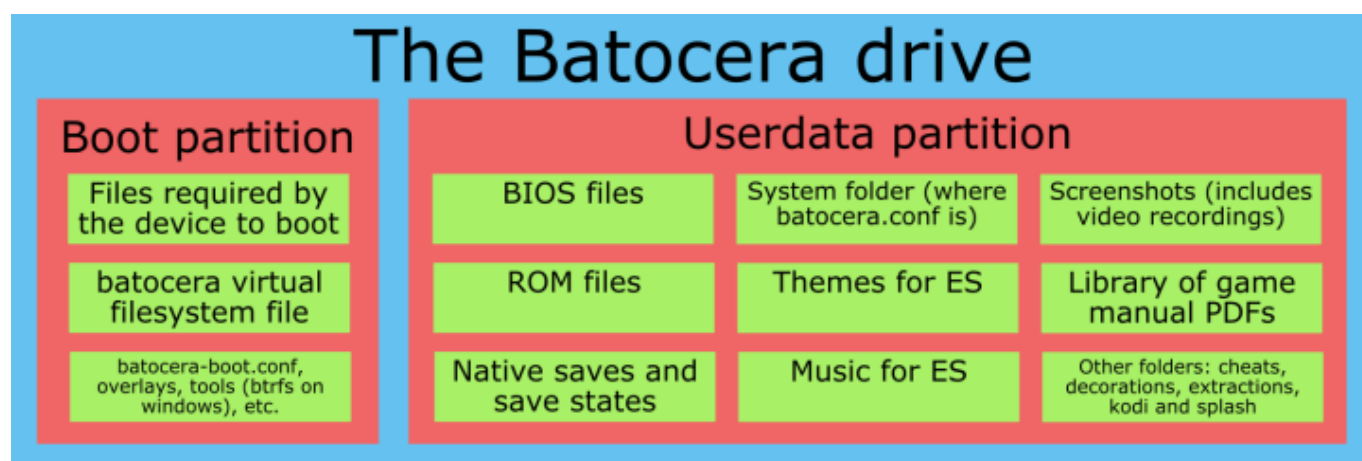 The Batocera drive
Boot partition
Files required by
the device to boot
batocera virtual
filesystem file
batocera-boot.conf,
overlays, tools (btrfs on
windows), etc.
Userdata partition
BIOS files
System folder (where
batocera.conf is)
Screenshots (includes
video recordings)
ROM files
Themes for ES
Library of game
manual PDFs
Native saves and
save states
Music for ES
Other folders: cheats,
decorations, extractions,
kodi and splash